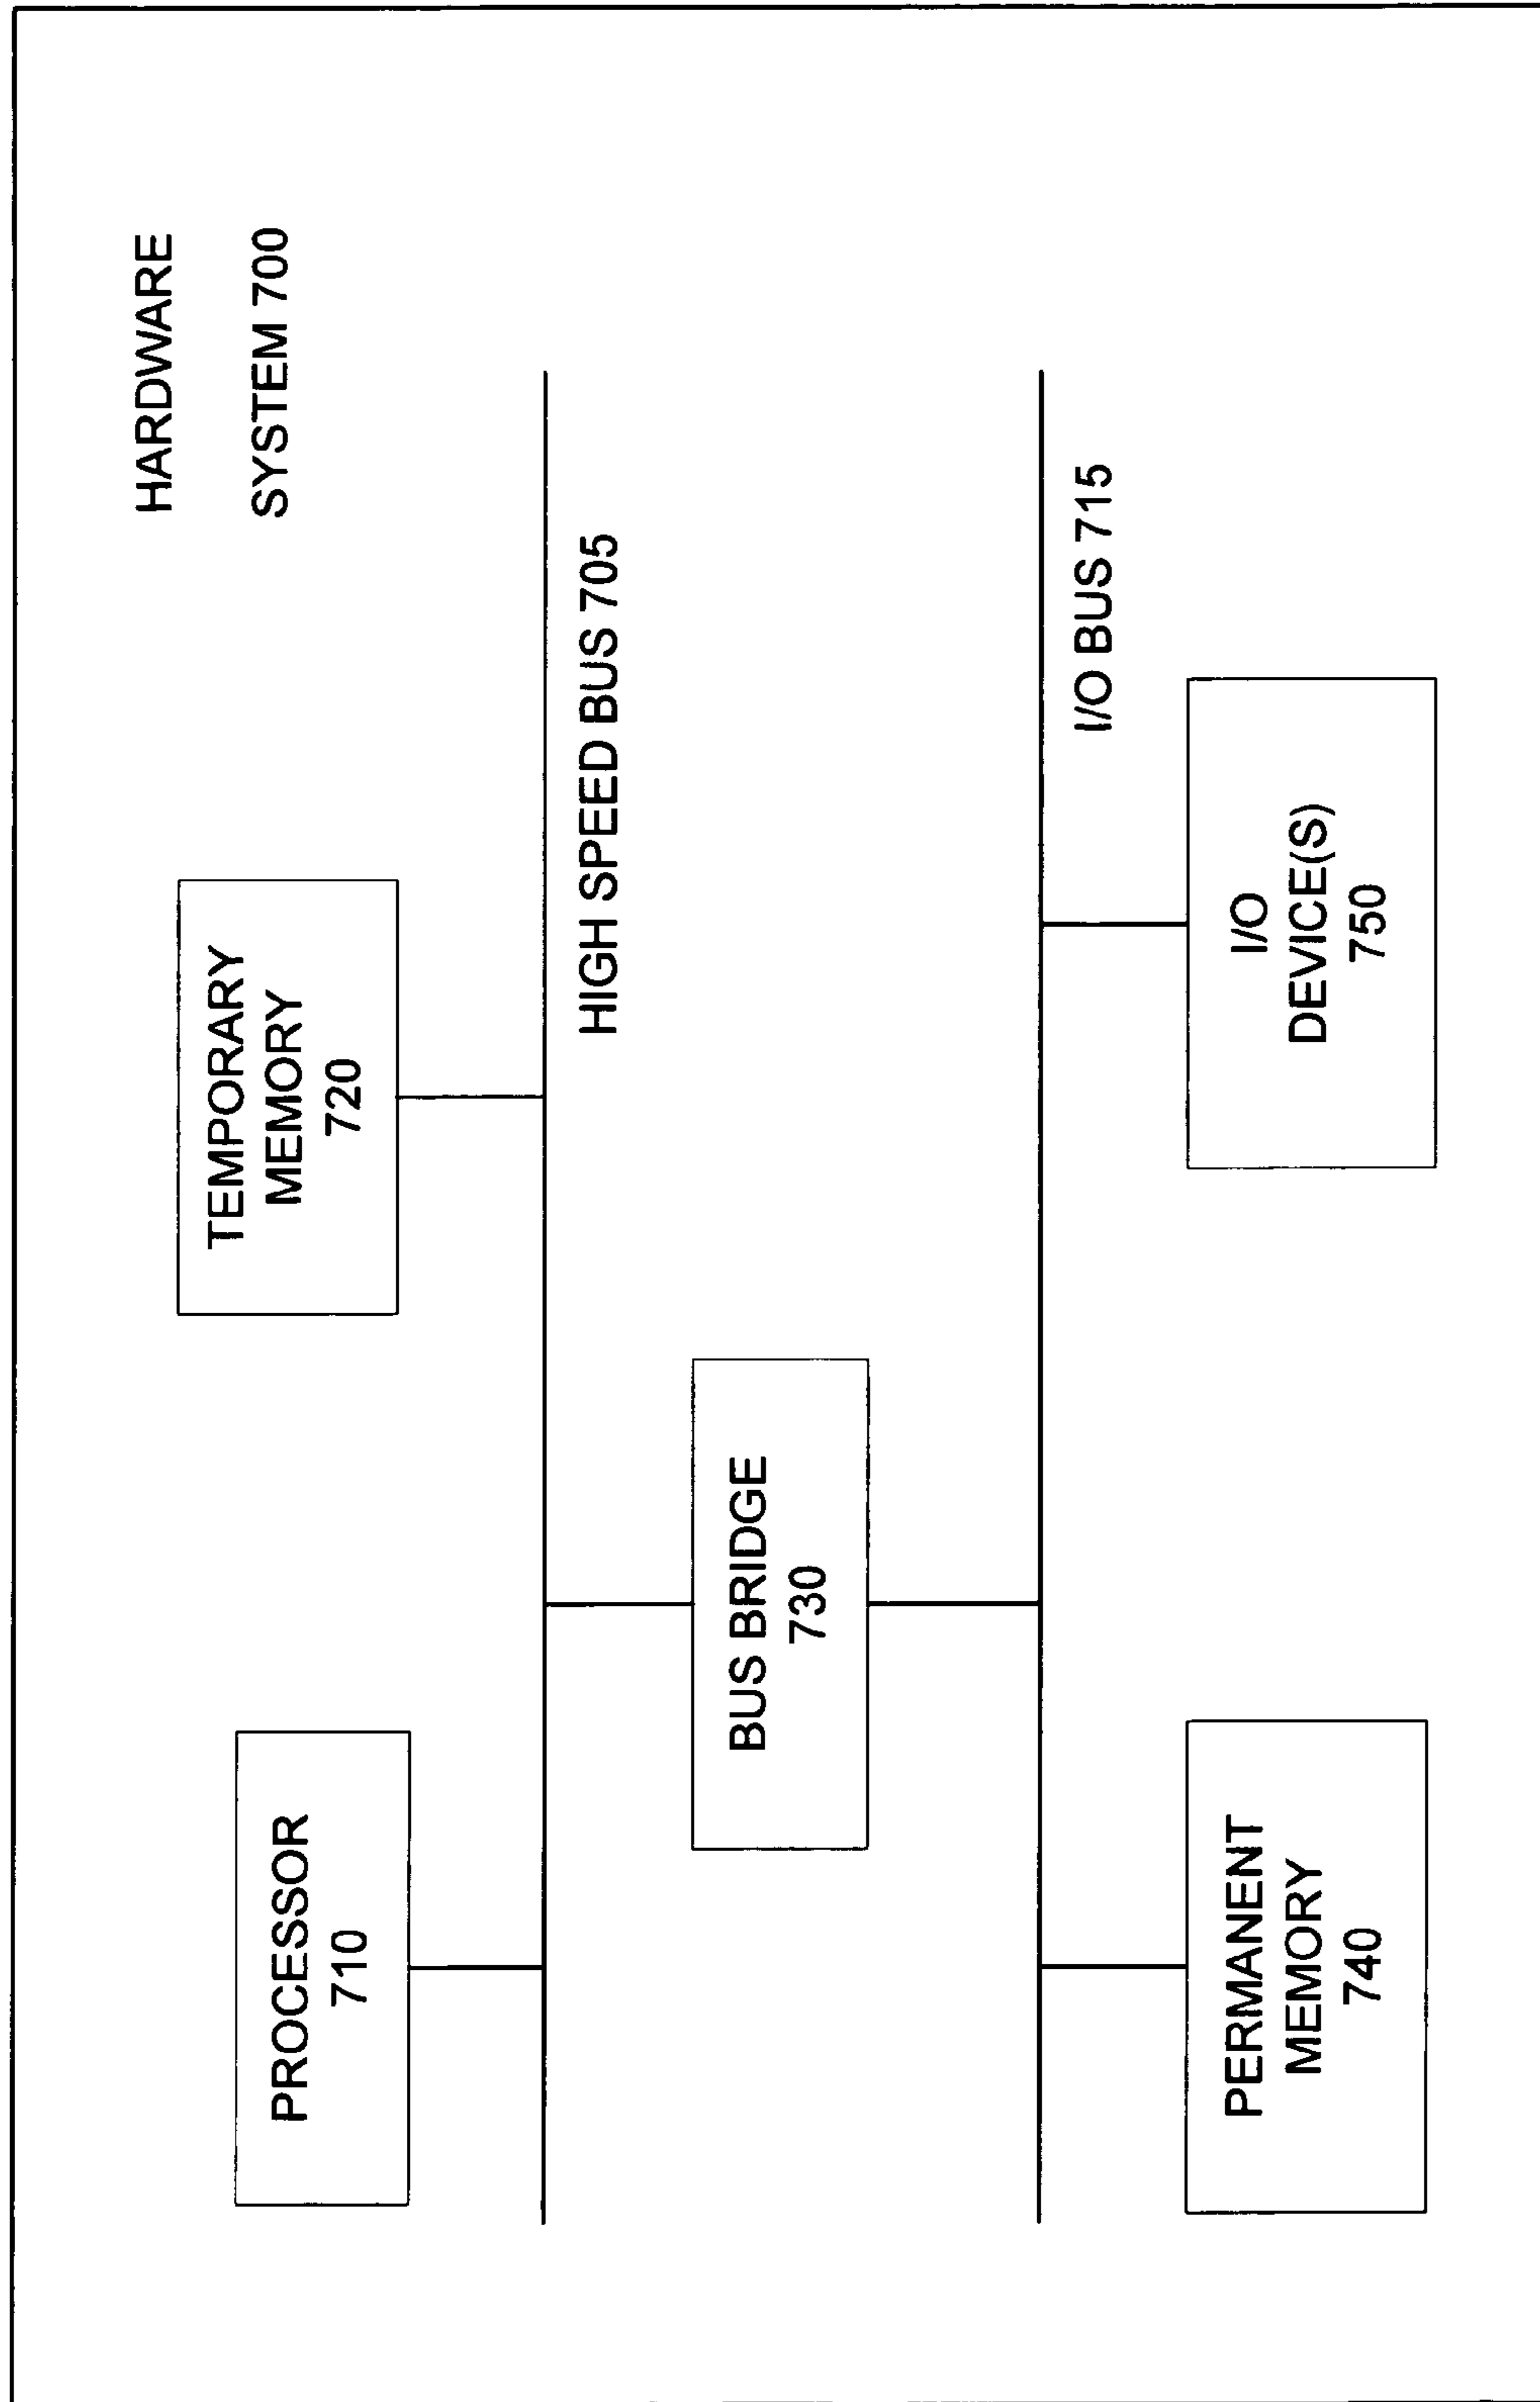 HARDWARE
SYSTEM 700
PROCESSOR
710
TEMPORARY
MEMORY
720
HIGH SPEED BUS 705
BUS BRIDGE
730
I/O BUS 715
PERMANENT
MEMORY
740
I/O
DEVICE(S)
750